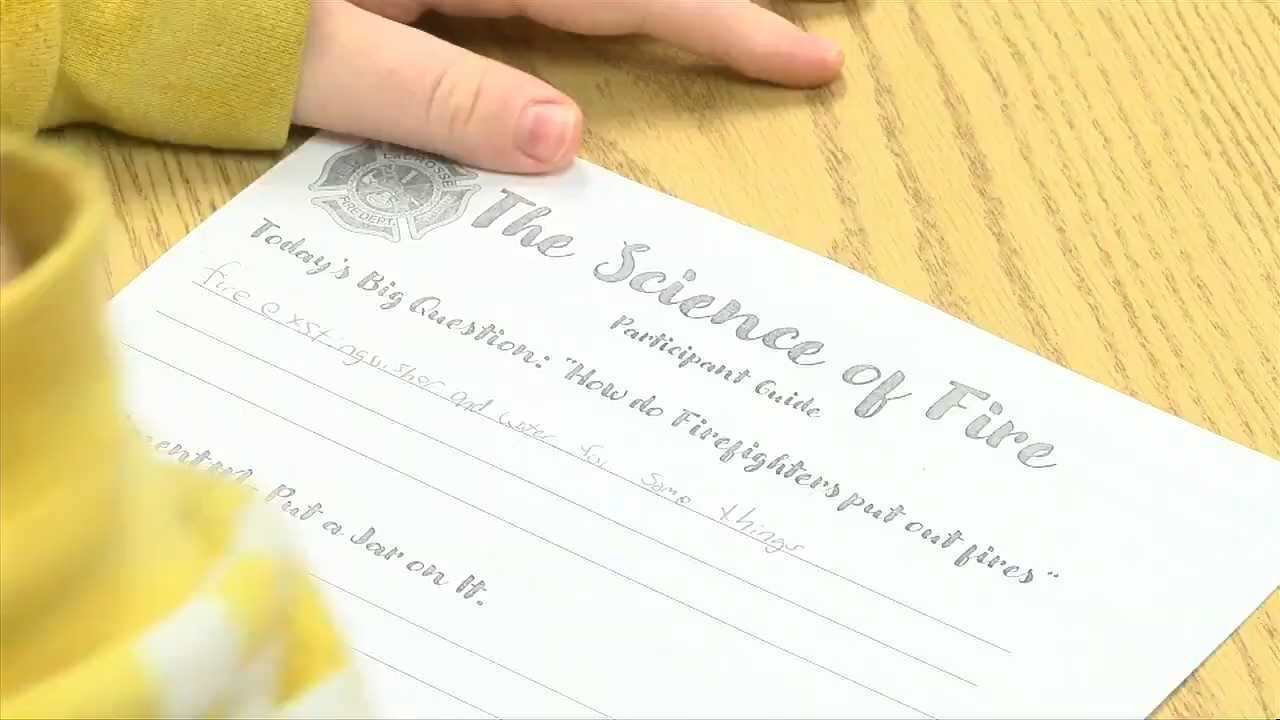 LACROSSE
FIRE DEPT.
The Science of Fire
Participant Guide
Today's Big Question: "How do Firefighters put out fires"
fire exstinguisher and water for some things
Put a Jar on It.